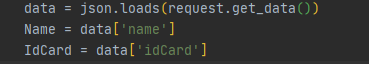 data = json.loads(request.get_data())
Name = data['name']
IdCard = data['idCard']